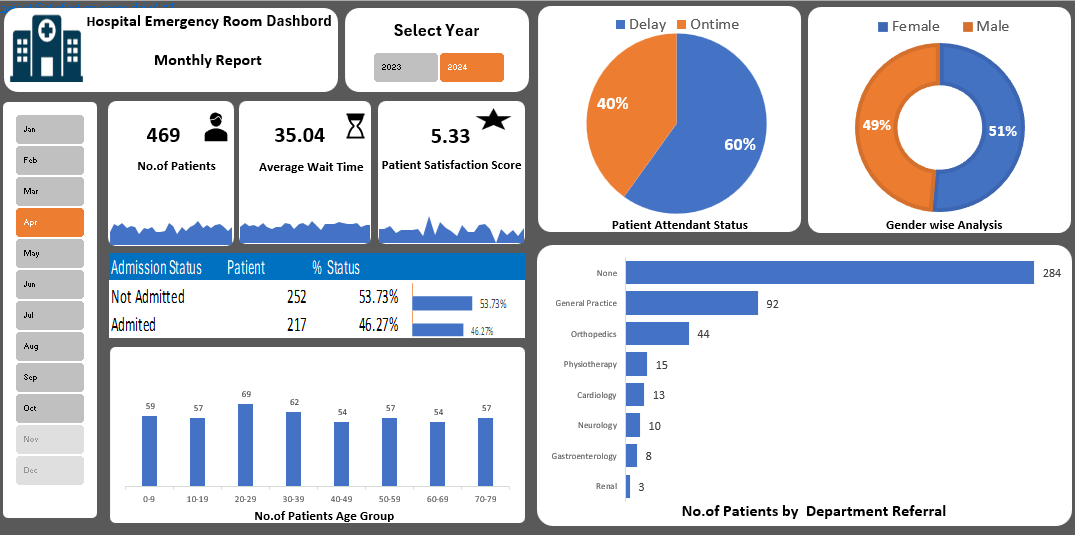 Hospital Emergency Room Dashbord
Monthly Report
Select Year
2023
2024
Jan
Feb
Mar
Apr
May
Jun
Jul
Aug
Sep
Oct
Nov
Dec
469
No.of Patients
35.04
Average Wait Time
5.33
Patient Satisfaction Score
Admission Status Patient % Status
Not Admitted 252 53.73% 53.73%
Admited 217 46.27% 46.27%
59 57 69 62 54 57 54 57
0-9 10-19 20-29 30-39 40-49 50-59 60-69 70-79
No.of Patients Age Group
Delay Ontime
40%
60%
Patient Attendant Status
Female Male
49% 51%
Gender wise Analysis
None 284
General Practice 92
Orthopedics 44
Physiotherapy 15
Cardiology 13
Neurology 10
Gastroenterology 8
Renal 3
No.of Patients by Department Referral